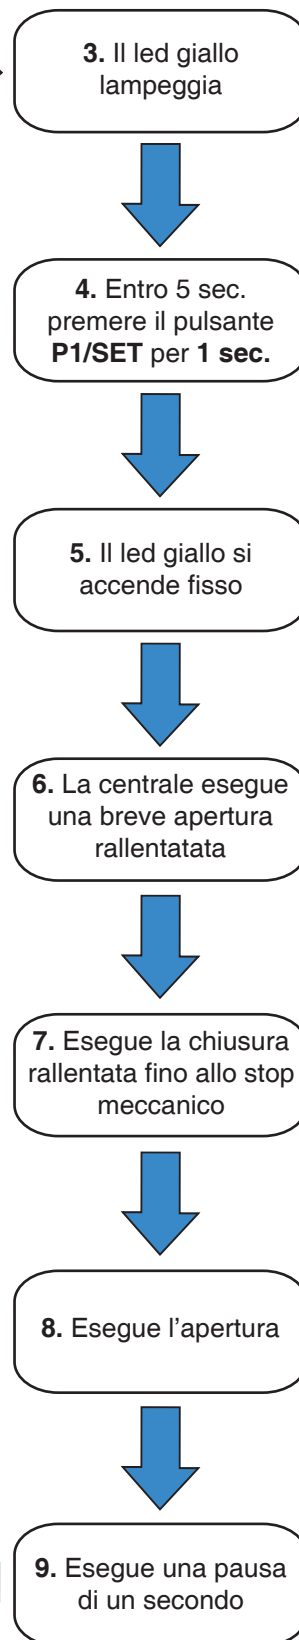 3. Il led giallo
lampeggia
4. Entro 5 sec.
premere il pulsante
P1/SET per 1 sec.
5. Il led giallo si
accende fisso
6. La centrale esegue
una breve apertura
rallentatata
7. Esegue la chiusura
rallentata fino allo stop
meccanico
8. Esegue l’apertura
9. Esegue una pausa
di un secondo